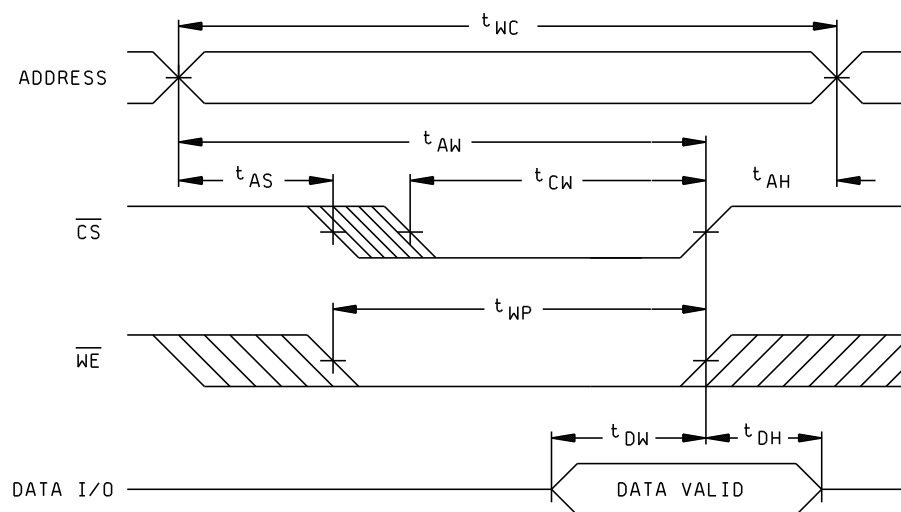 tWC
ADDRESS
tAW
tAS
tCW
tAH
CS
tWP
WE
tDW
tDH
DATA I/O
DATA VALID